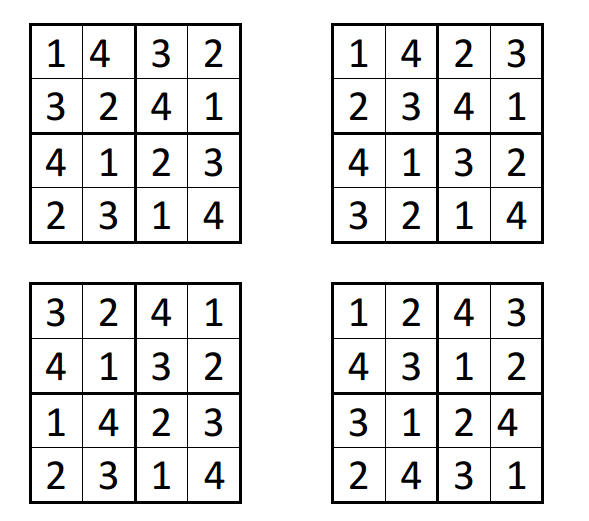 1 4 3 2
3 2 4 1
4 1 2 3
2 3 1 4
1 4 2 3
2 3 4 1
4 1 3 2
3 2 1 4
3 2 4 1
4 1 3 2
1 4 2 3
2 3 1 4
1 2 4 3
4 3 1 2
3 1 2 4
2 4 3 1